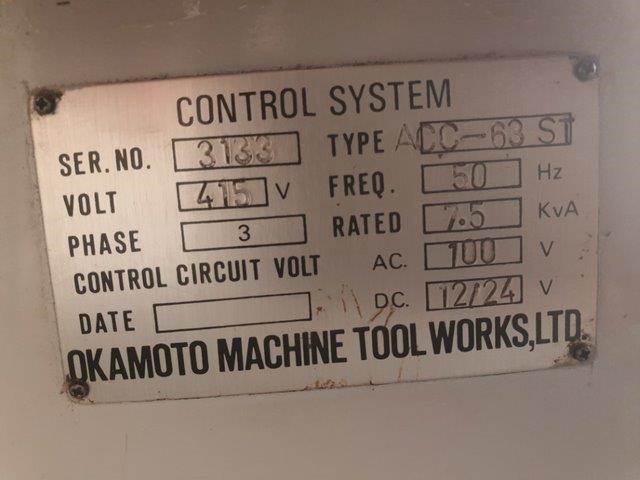 CONTROL SYSTEM
SER. NO. 3133 TYPE ACC-63 ST
VOLT 415 V FREQ. 50 Hz
PHASE 3 RATED 7.5 KvA
CONTROL CIRCUIT VOLT AC. 100 V
DATE DC. 12/24 V
OKAMOTO MACHINE TOOL WORKS,LTD.